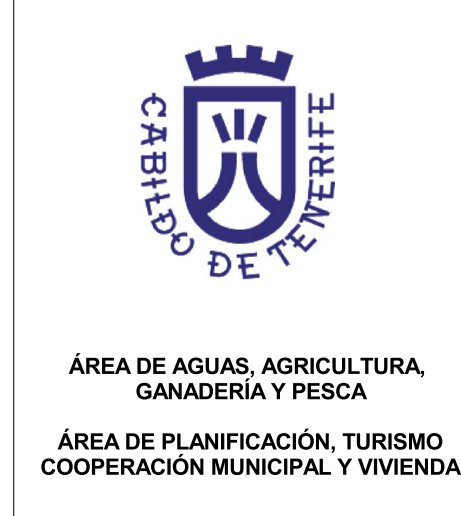 CABILDO DE TENERIFE
ÁREA DE AGUAS, AGRICULTURA,
GANADERÍA Y PESCA
ÁREA DE PLANIFICACIÓN, TURISMO
COOPERACIÓN MUNICIPAL Y VIVIENDA